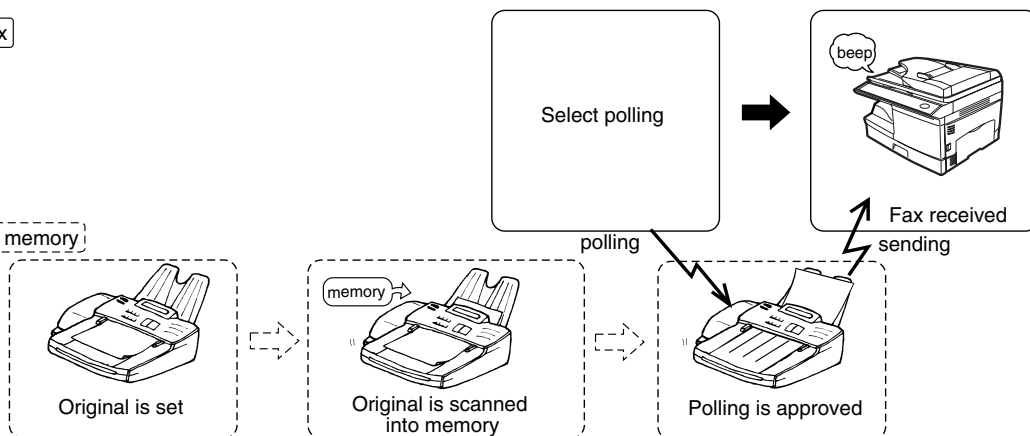 x
beep
Select polling
Fax received
polling
sending
memory
memory
Original is set
Original is scanned
into memory
Polling is approved